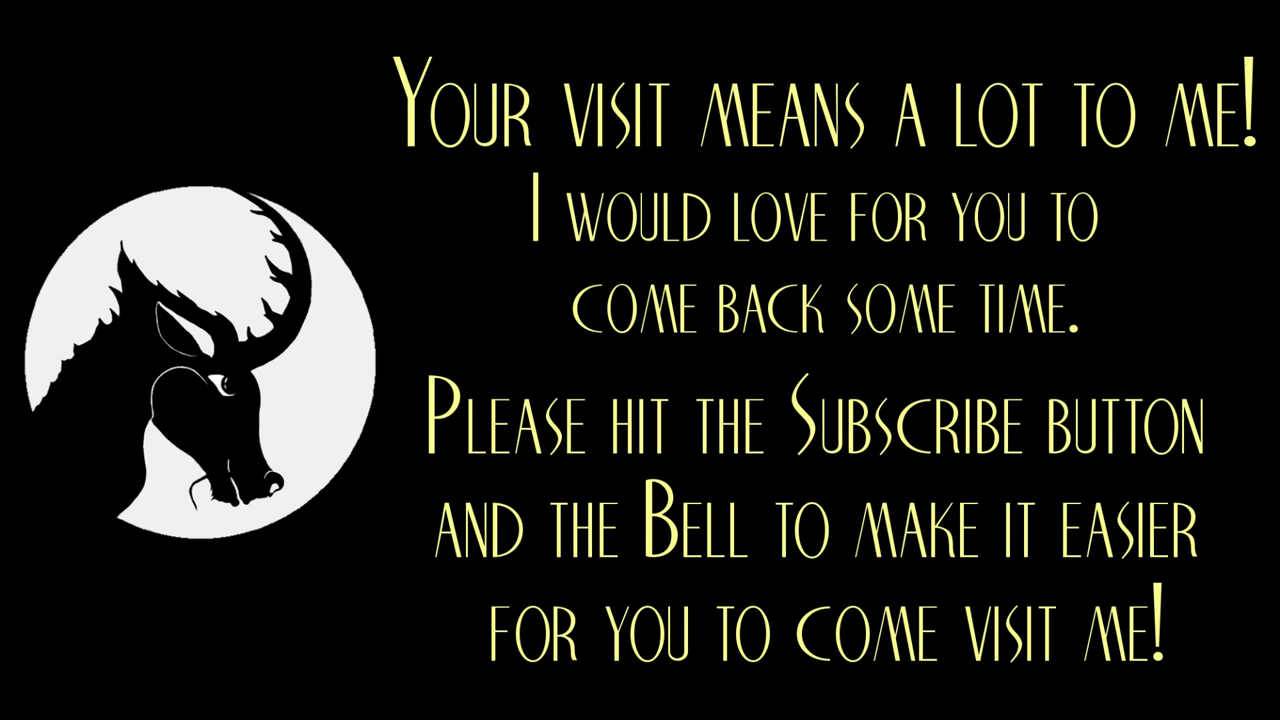 Your visit means a lot to me!
I would love for you to
come back some time.
Please hit the Subscribe button
and the Bell to make it easier
for you to come visit me!